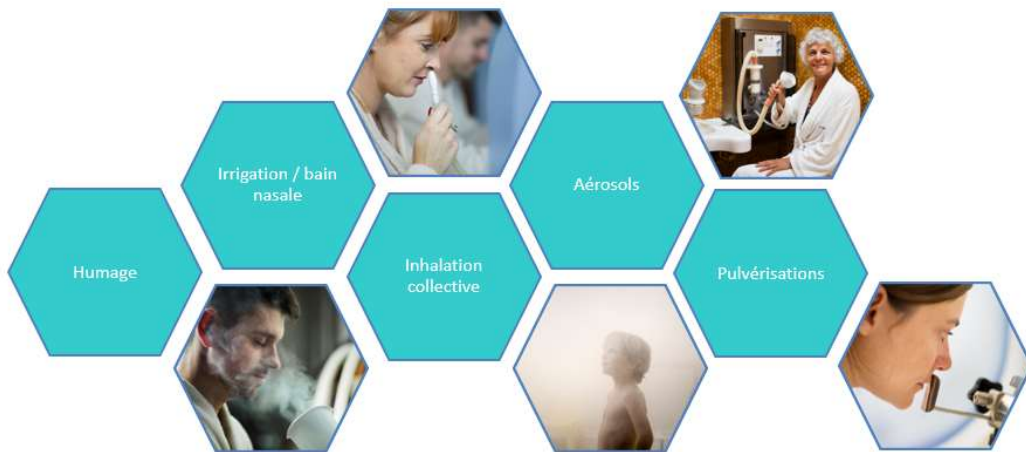 Humage
Irrigation / bain
nasale
Inhalation
collective
Aérosols
Pulvérisations